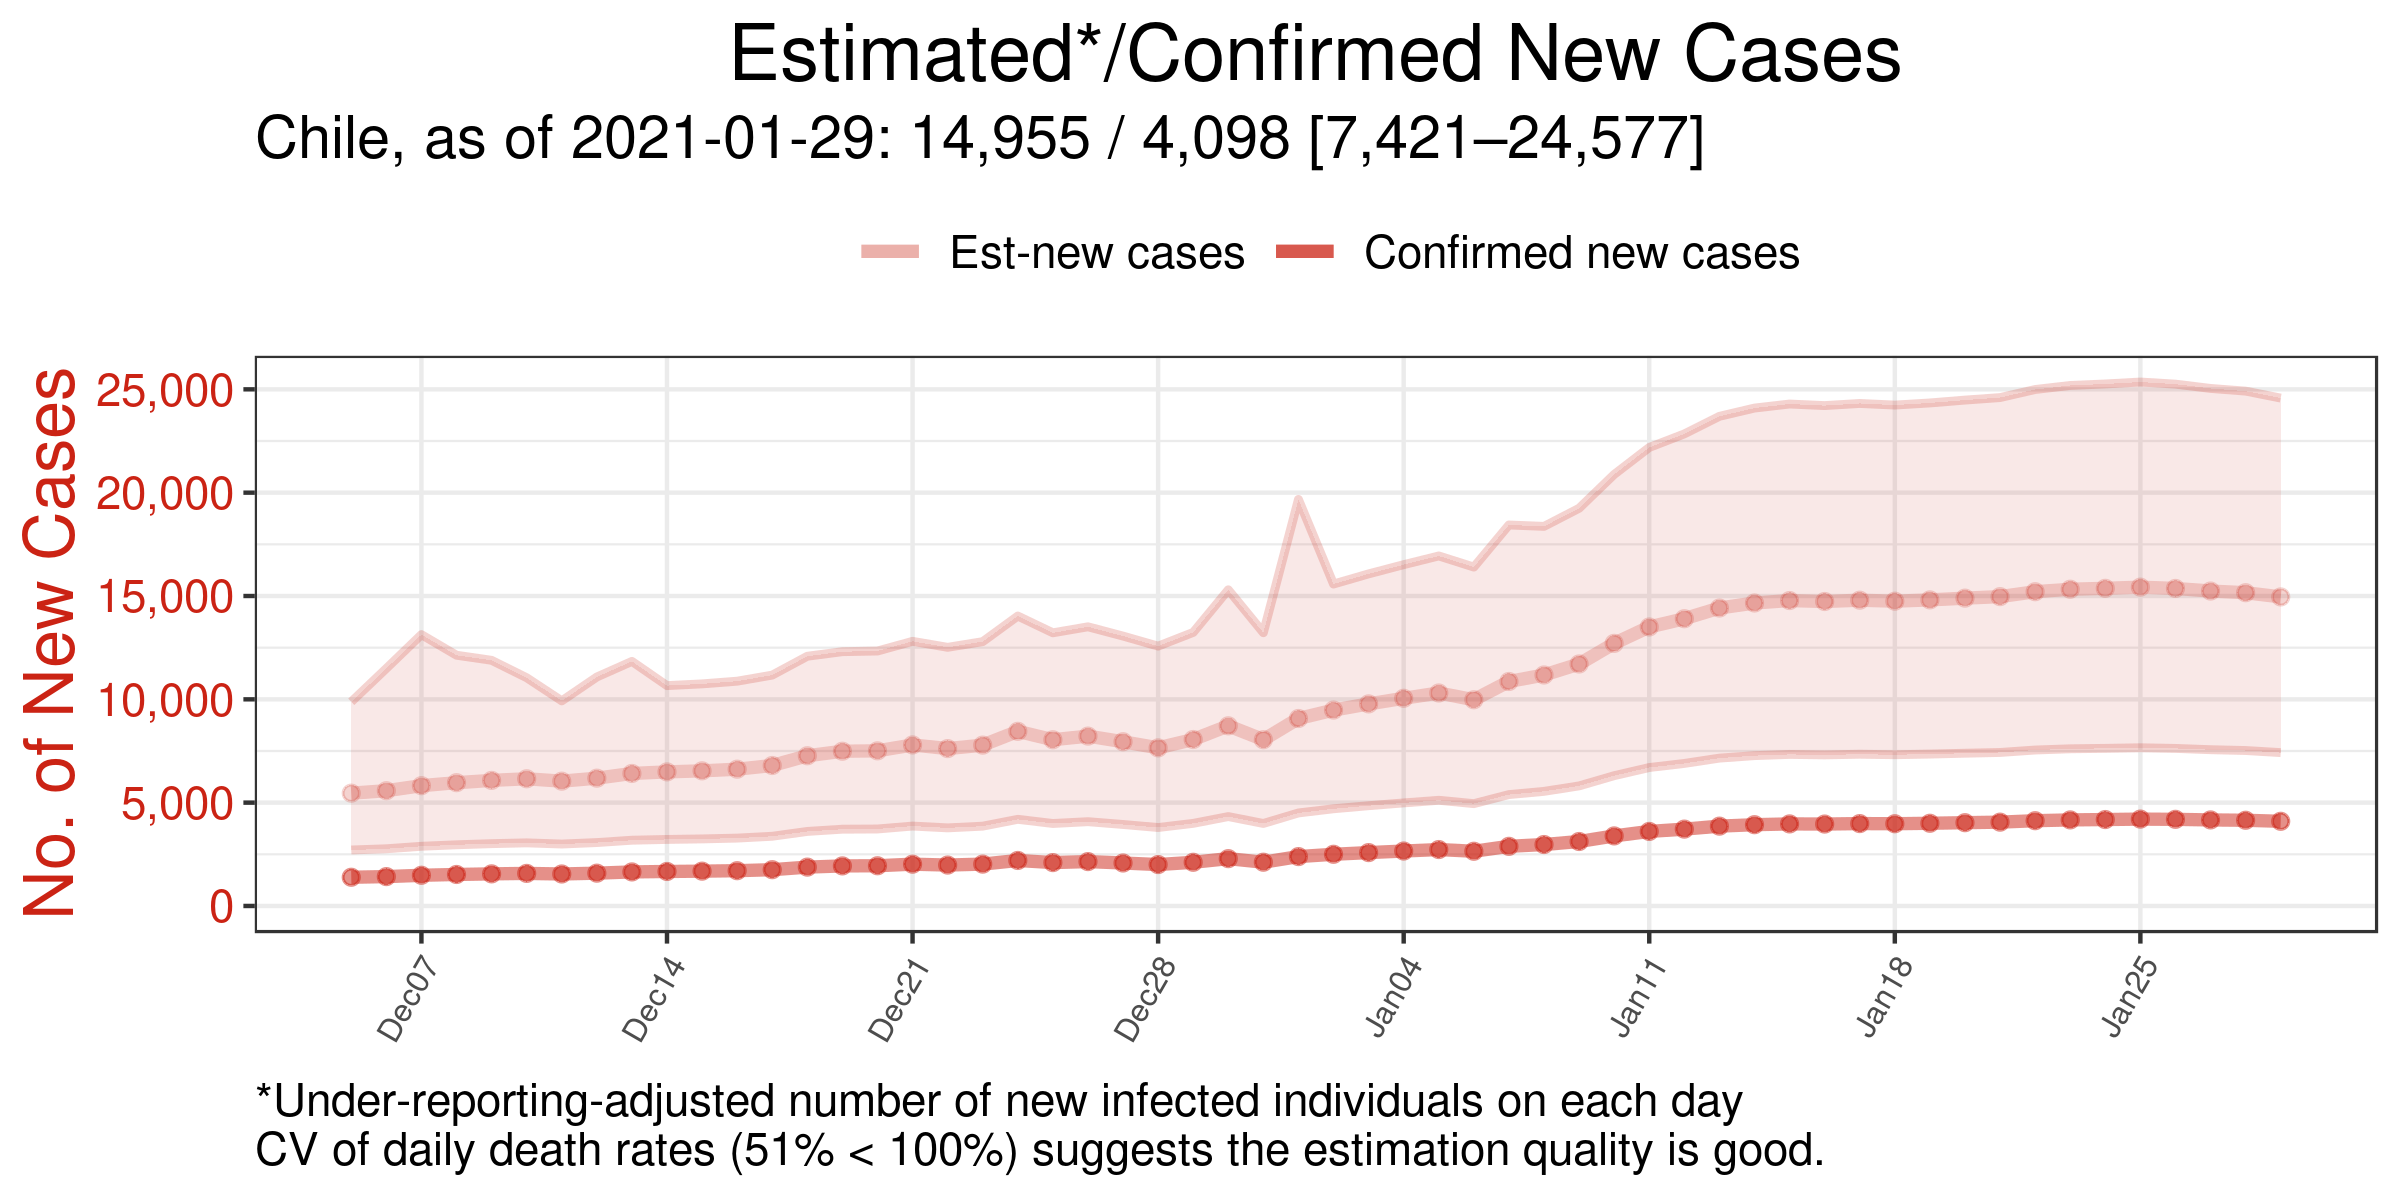 Estimated*/Confirmed New Cases
Chile, as of 2021-01-29: 14,955 / 4,098 [7,421–24,577]
Est-new cases
Confirmed new cases
No. of New Cases
25,000
20,000
15,000
10,000
5,000
0
Dec07
Dec14
Dec21
Dec28
Jan04
Jan11
Jan18
Jan25
*Under-reporting-adjusted number of new infected individuals on each day
CV of daily death rates (51% < 100%) suggests the estimation quality is good.